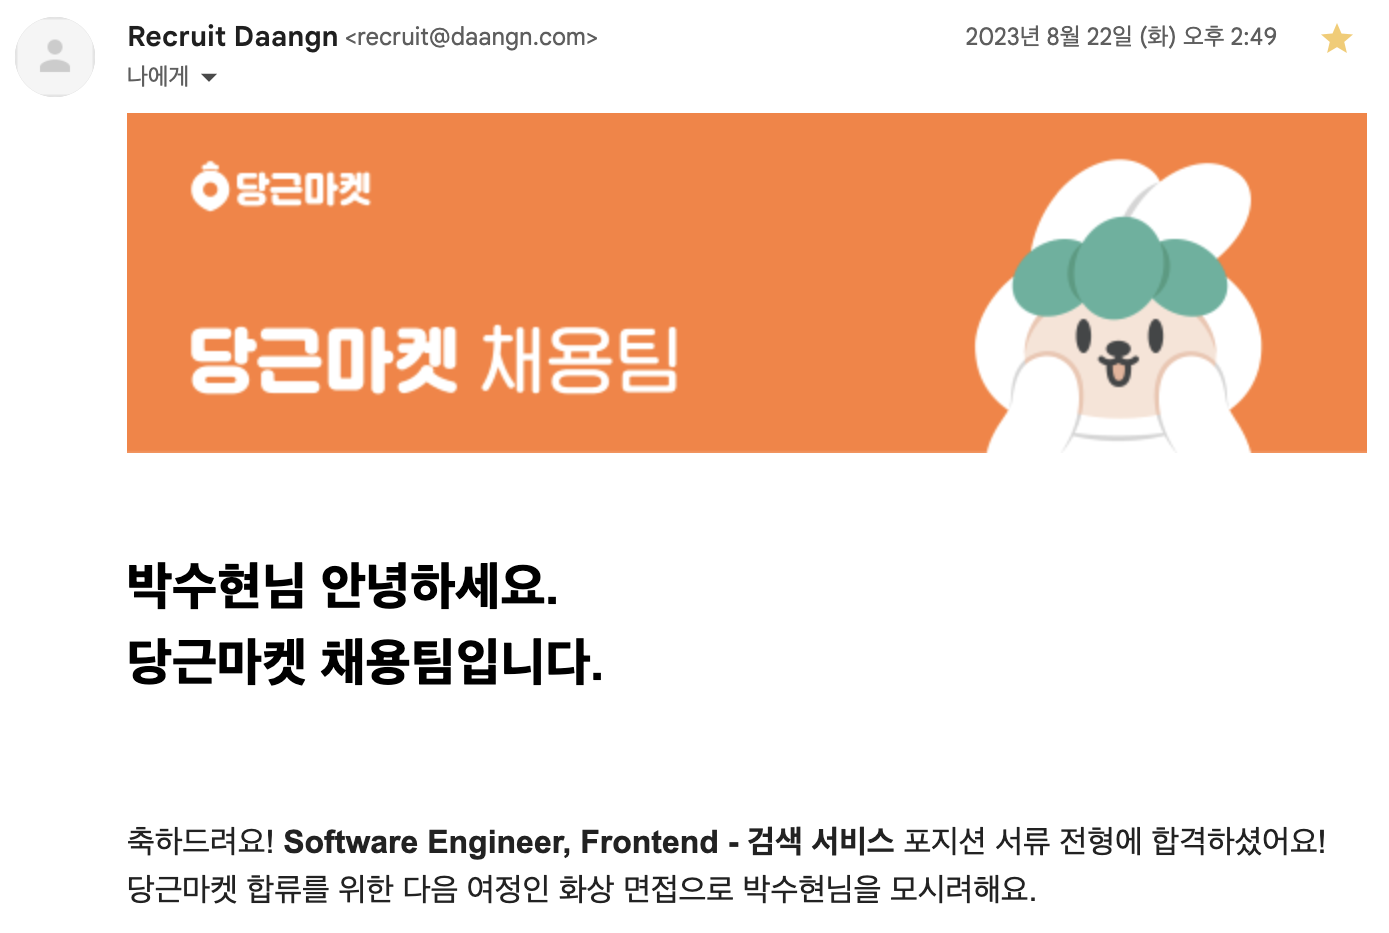 Recruit Daangn <recruit@daangn.com>
2023년 8월 22일 (화) 오후 2:49
나에게
당근마켓
당근마켓 채용팀
박수현님 안녕하세요.
당근마켓 채용팀입니다.
축하드려요! Software Engineer, Frontend - 검색 서비스 포지션 서류 전형에 합격하셨어요!
당근마켓 합류를 위한 다음 여정인 화상 면접으로 박수현님을 모시려해요.